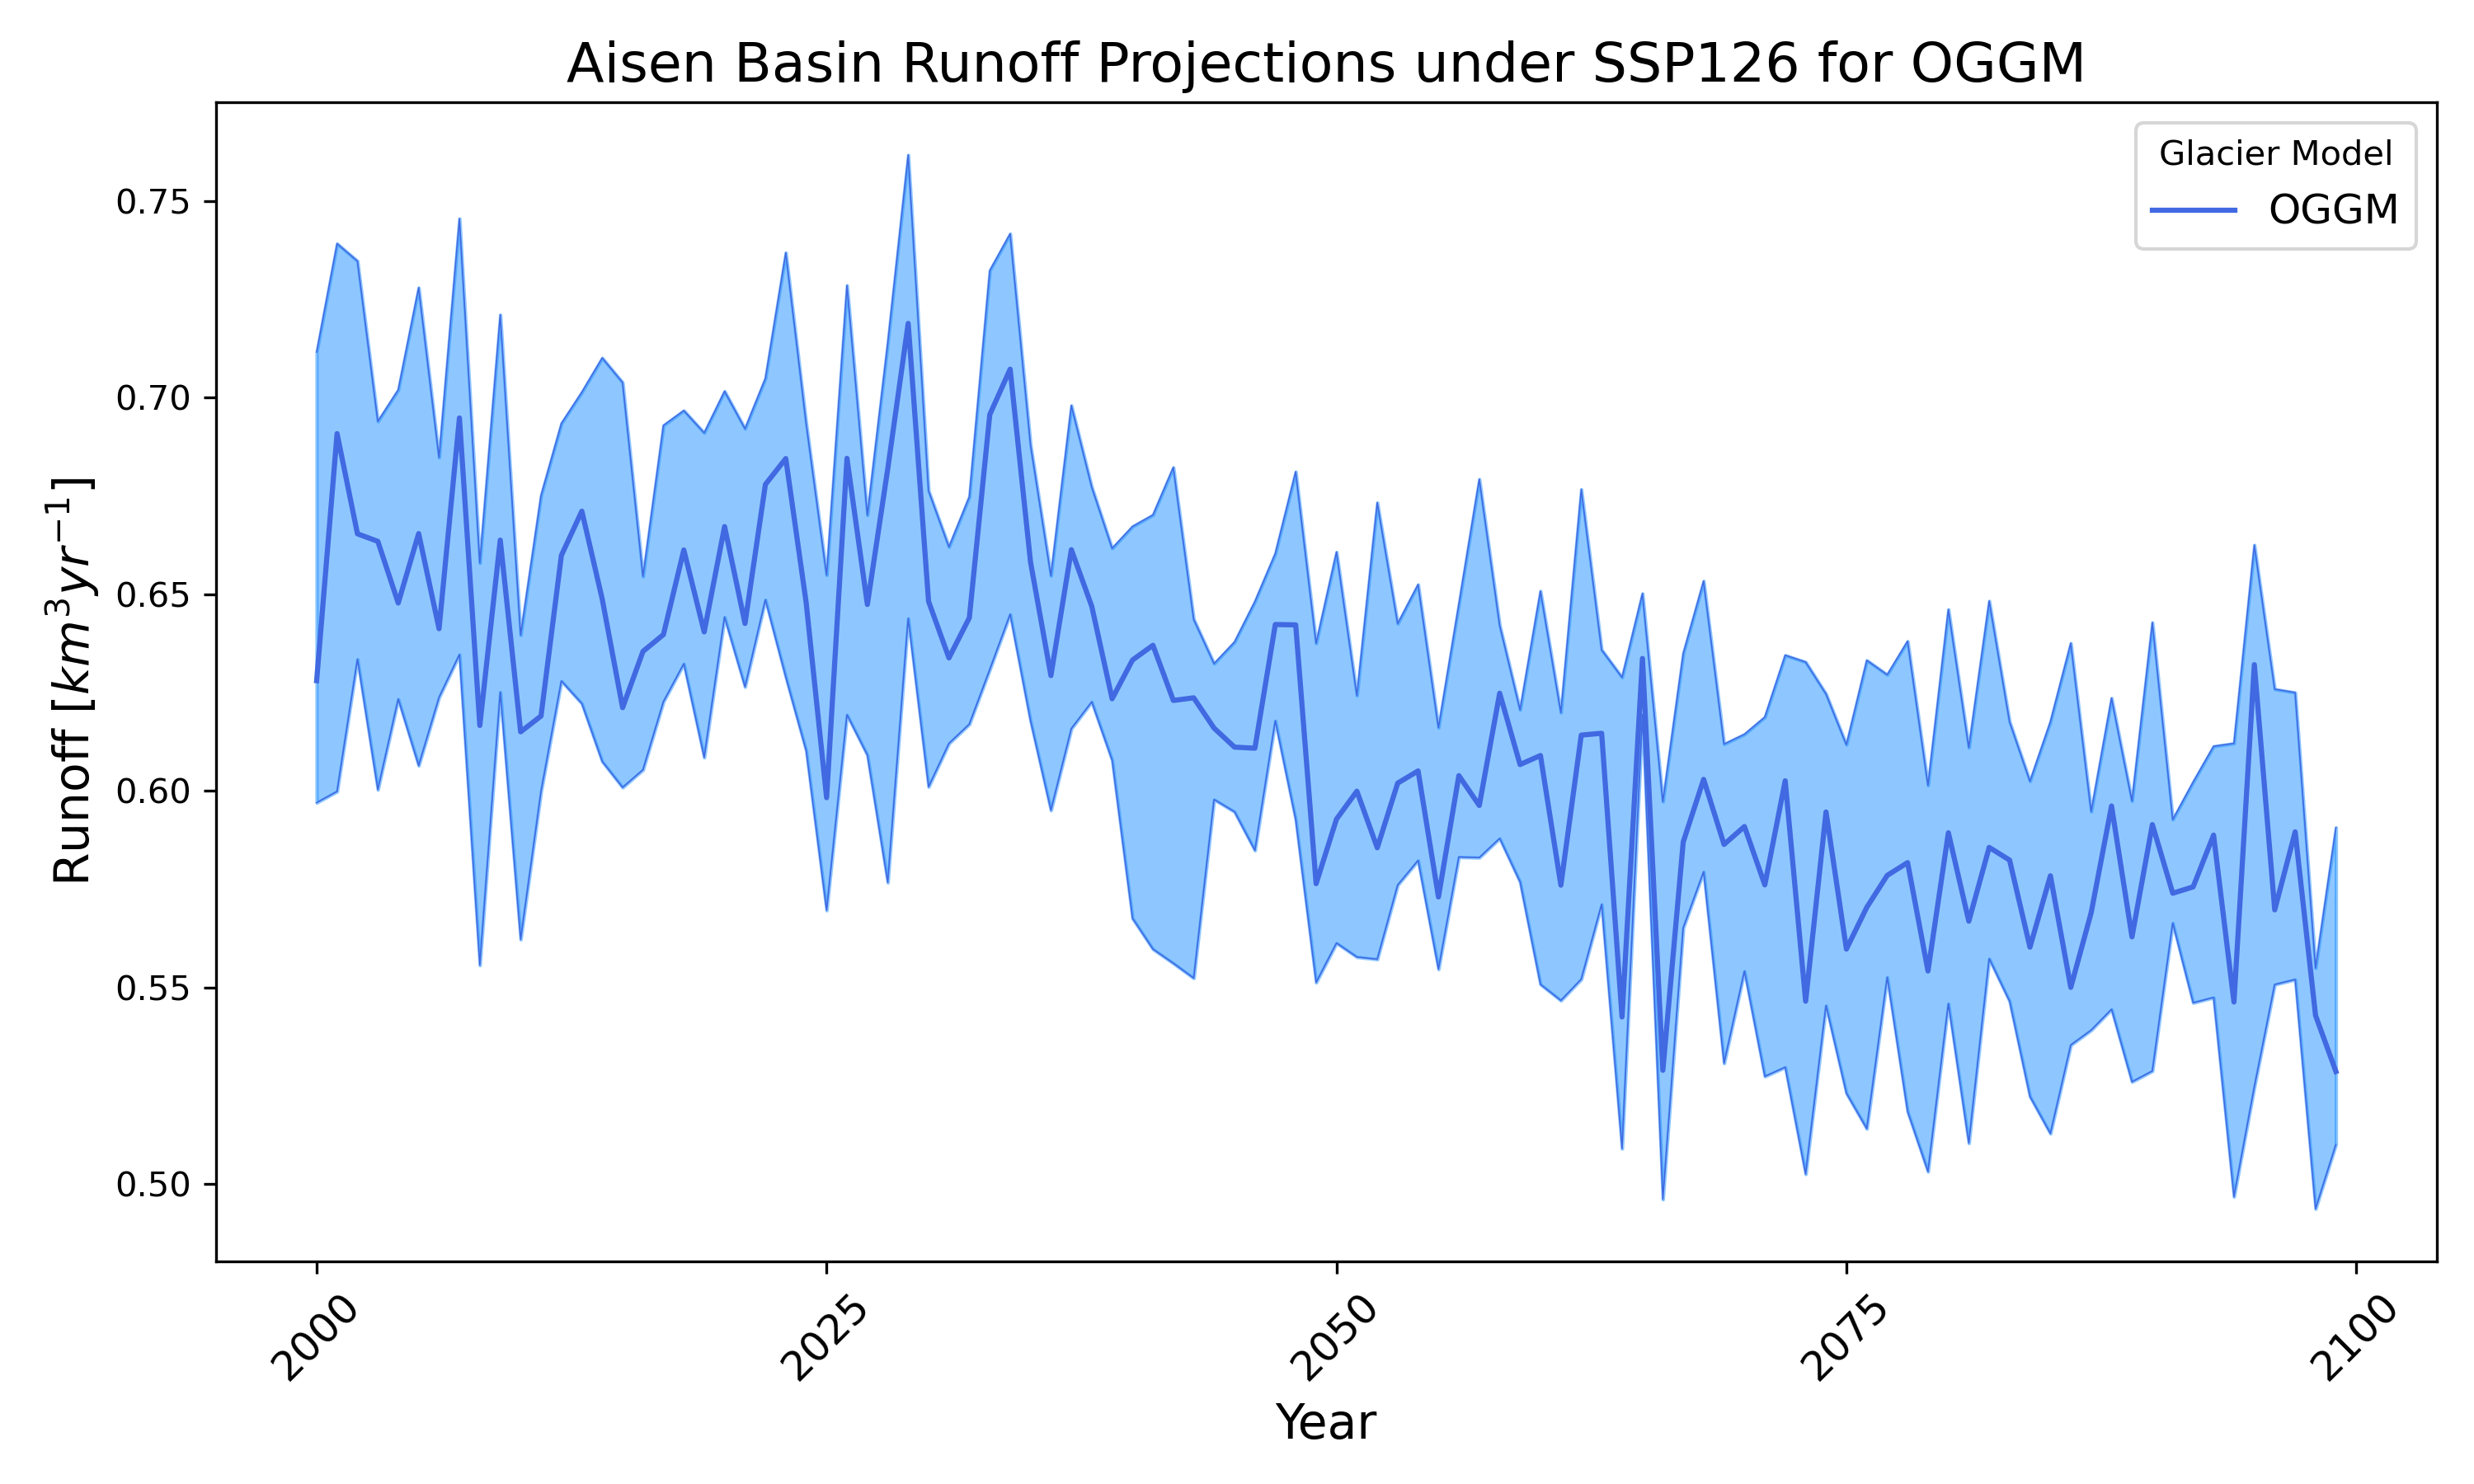 Aisen Basin Runoff Projections under SSP126 for OGGM
Glacier Model
OGGM
Runoff [km³yr⁻¹]
0.75
0.70
0.65
0.60
0.55
0.50
2000
2025
2050
2075
2100
Year